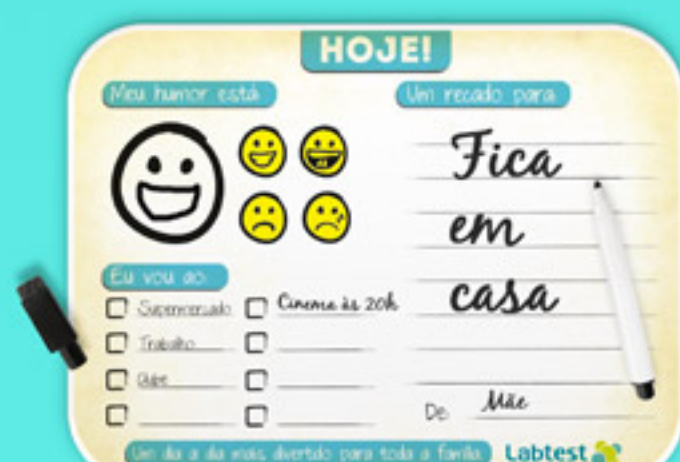 HOJE!
Meu humor está:
Um recado para:
Fica
em
casa
Eu vou ao:
Supermercado
Cinema às 20h
Trabalho
Clube
De: Mãe
Um dia a dia mais divertido para toda a família.
Labtest